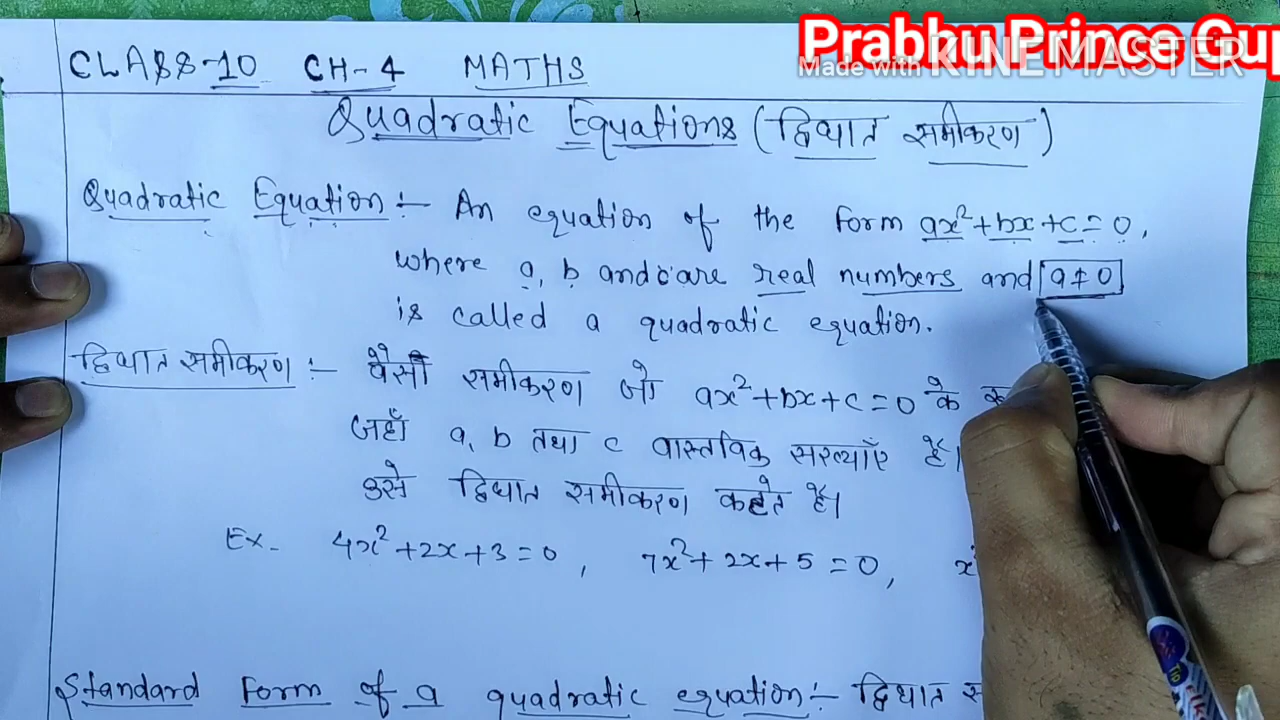 Prabhu Prince Gup
Made with KINEMASTER
CLASS-10 CH-4 MATHS
Quadratic Equations (द्विघात समीकरण)
Quadratic Equation :- An equation of the form ax²+bx+c=0,
where a, b and c are real numbers and a≠0
is called a quadratic equation.
द्विघात समीकरण :- वैसी समीकरण जो ax²+bx+c=0 के
जहाँ a, b तथा c वास्तविक संख्याएँ हैं।
उसे द्विघात समीकरण कहते हैं।
Ex. 4x²+2x+3=0, 7x²+2x+5=0,
Standard Form of a quadratic equation :- द्विघात स